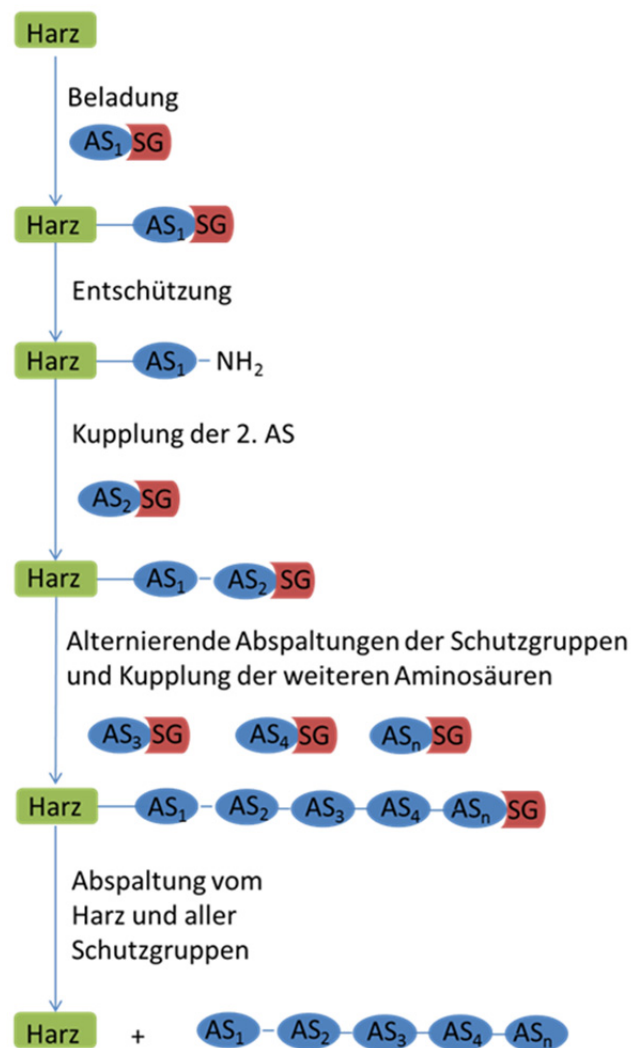 Harz
Beladung
AS₁ SG
Harz AS₁ SG
Entschützung
Harz AS₁ – NH₂
Kupplung der 2. AS
AS₂ SG
Harz AS₁ AS₂ SG
Alternierende Abspaltungen der Schutzgruppen
und Kupplung der weiteren Aminosäuren
AS₃ SG AS₄ SG ASₙ SG
Harz AS₁ AS₂ AS₃ AS₄ ASₙ SG
Abspaltung vom
Harz und aller
Schutzgruppen
Harz + AS₁ AS₂ AS₃ AS₄ ASₙ